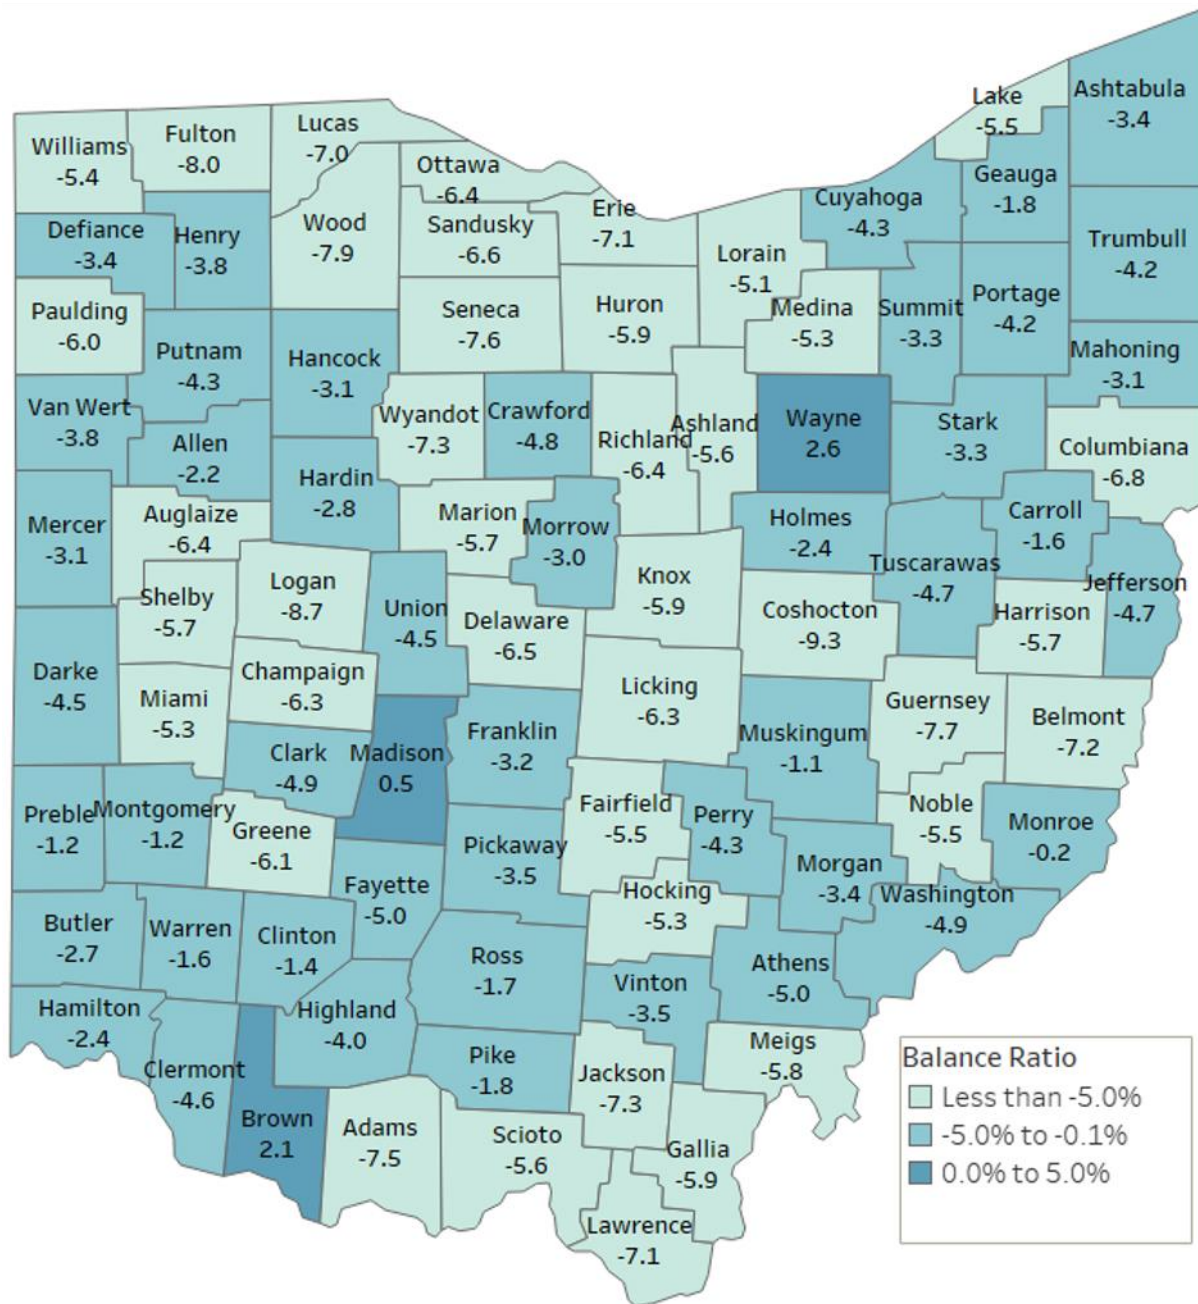 Lake
-5.5
Ashtabula
-3.4
Williams
-5.4
Fulton
-8.0
Lucas
-7.0
Ottawa
-6.4
Geauga
-1.8
Cuyahoga
-4.3
Defiance
-3.4
Henry
-3.8
Wood
-7.9
Sandusky
-6.6
Erie
-7.1
Lorain
-5.1
Trumbull
-4.2
Paulding
-6.0
Seneca
-7.6
Huron
-5.9
Medina
-5.3
Summit
-3.3
Portage
-4.2
Putnam
-4.3
Hancock
-3.1
Mahoning
-3.1
Van Wert
-3.8
Allen
-2.2
Wyandot
-7.3
Crawford
-4.8
Richland
-6.4
Ashland
-5.6
Wayne
2.6
Stark
-3.3
Columbiana
-6.8
Hardin
-2.8
Mercer
-3.1
Auglaize
-6.4
Marion
-5.7
Morrow
-3.0
Holmes
-2.4
Carroll
-1.6
Tuscarawas
-4.7
Jefferson
-4.7
Shelby
-5.7
Logan
-8.7
Union
-4.5
Delaware
-6.5
Knox
-5.9
Coshocton
-9.3
Harrison
-5.7
Darke
-4.5
Miami
-5.3
Champaign
-6.3
Licking
-6.3
Guernsey
-7.7
Belmont
-7.2
Clark
-4.9
Madison
0.5
Franklin
-3.2
Muskingum
-1.1
Preble
-1.2
Montgomery
-1.2
Greene
-6.1
Fairfield
-5.5
Perry
-4.3
Noble
-5.5
Monroe
-0.2
Pickaway
-3.5
Morgan
-3.4
Fayette
-5.0
Hocking
-5.3
Washington
-4.9
Butler
-2.7
Warren
-1.6
Clinton
-1.4
Ross
-1.7
Athens
-5.0
Vinton
-3.5
Hamilton
-2.4
Highland
-4.0
Clermont
-4.6
Pike
-1.8
Jackson
-7.3
Meigs
-5.8
Brown
2.1
Adams
-7.5
Scioto
-5.6
Gallia
-5.9
Lawrence
-7.1
Balance Ratio
Less than -5.0%
-5.0% to -0.1%
0.0% to 5.0%